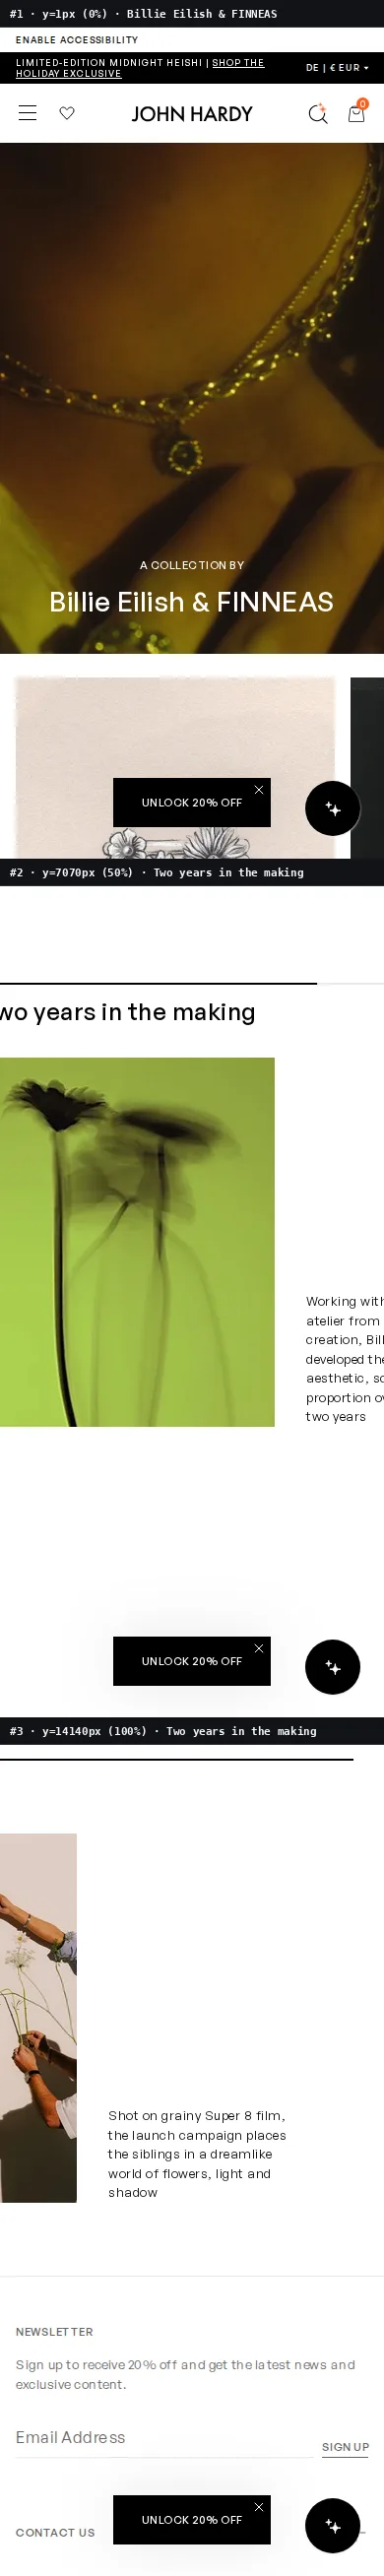 #1 · y=1px (0%) · Billie Eilish & FINNEAS
ENABLE ACCESSIBILITY
LIMITED-EDITION MIDNIGHT HEISHI | SHOP THE
HOLIDAY EXCLUSIVE
DE | € EUR
JOHN HARDY
0
A COLLECTION BY
Billie Eilish & FINNEAS
UNLOCK 20% OFF
#2 · y=7070px (50%) · Two years in the making
wo years in the making
Working with
atelier from
creation, Bil
developed the
aesthetic, sc
proportion ov
two years
UNLOCK 20% OFF
#3 · y=14140px (100%) · Two years in the making
Shot on grainy Super 8 film,
the launch campaign places
the siblings in a dreamlike
world of flowers, light and
shadow
NEWSLETTER
Sign up to receive 20% off and get the latest news and
exclusive content.
Email Address
SIGN UP
UNLOCK 20% OFF
CONTACT US